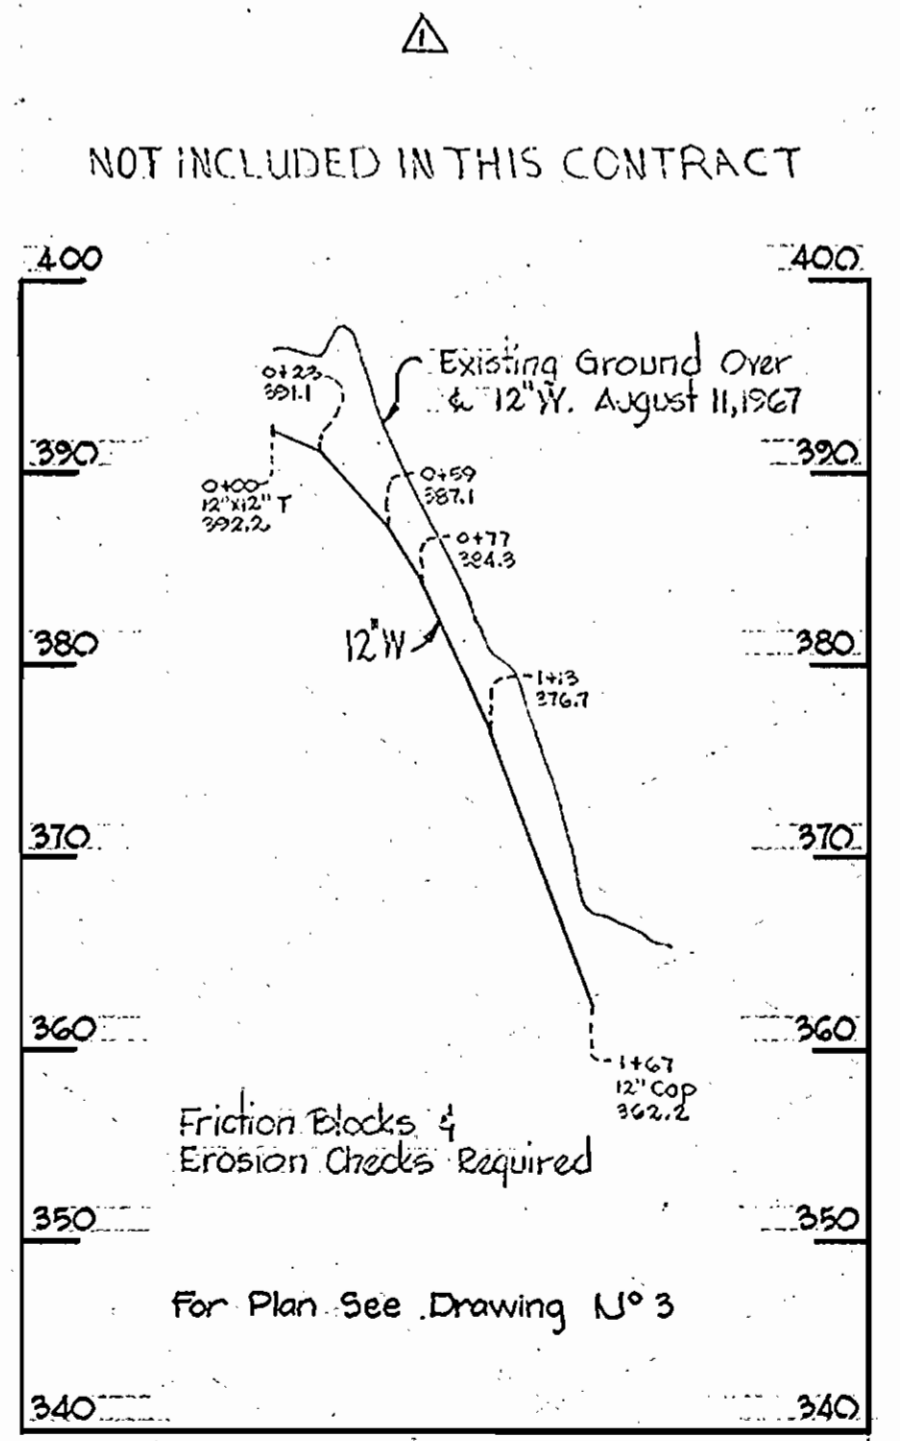 1
NOT INCLUDED IN THIS CONTRACT
400 400
Existing Ground Over
℄ 12"W. August 11, 1967
0+23
391.1
390 390
0+00
12"x12" T
392.2
0+59
387.1
0+77
384.3
12"W
380 380
1+13
376.7
370 370
360 360
1+67
12" Cap
362.2
Friction Blocks &
Erosion Checks Required
350 350
For Plan See Drawing Nº 3
340 340